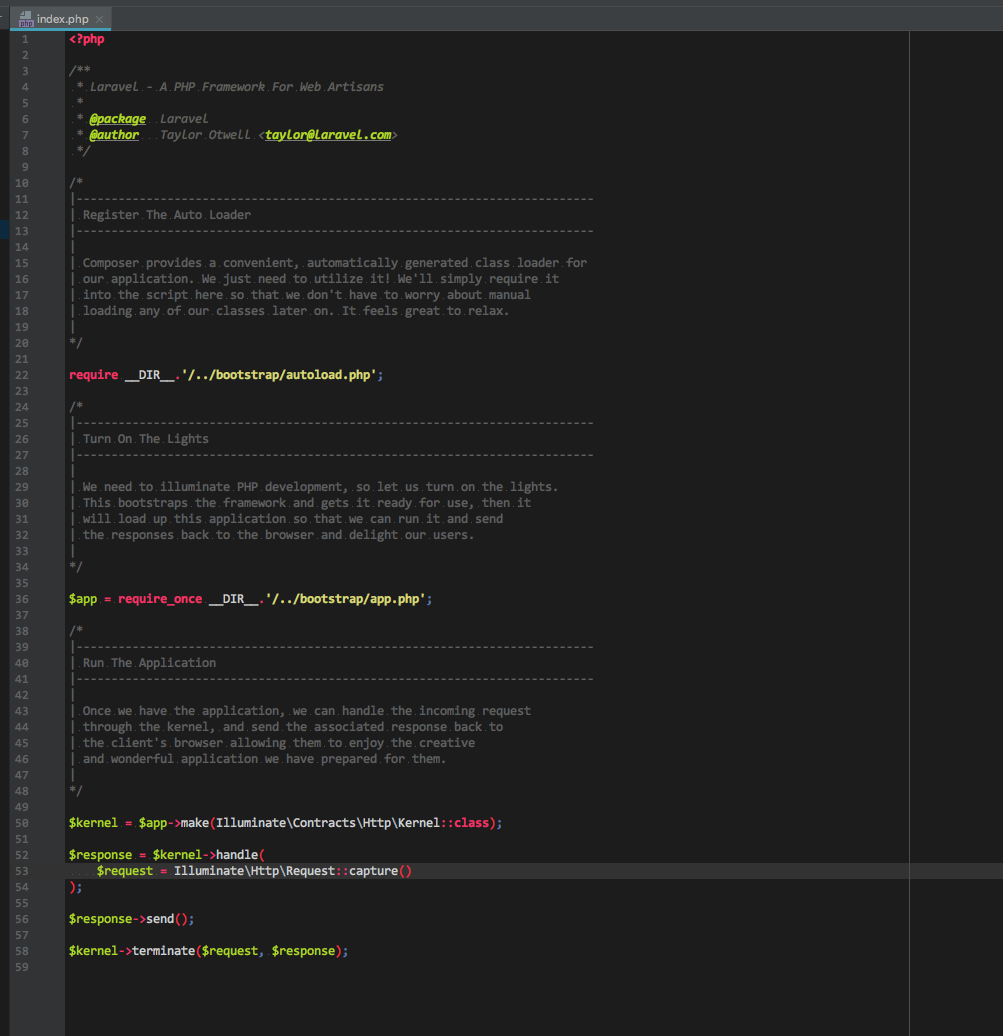 index.php
1 <?php
2
3 /**
4  * Laravel - A PHP Framework For Web Artisans
5  *
6  * @package  Laravel
7  * @author   Taylor Otwell <taylor@laravel.com>
8  */
9
10 /*
11 |--------------------------------------------------------------------------
12 | Register The Auto Loader
13 |--------------------------------------------------------------------------
14 |
15 | Composer provides a convenient, automatically generated class loader for
16 | our application. We just need to utilize it! We'll simply require it
17 | into the script here so that we don't have to worry about manual
18 | loading any of our classes later on. It feels great to relax.
19 |
20 */
21
22 require __DIR__.'/../bootstrap/autoload.php';
23
24 /*
25 |--------------------------------------------------------------------------
26 | Turn On The Lights
27 |--------------------------------------------------------------------------
28 |
29 | We need to illuminate PHP development, so let us turn on the lights.
30 | This bootstraps the framework and gets it ready for use, then it
31 | will load up this application so that we can run it and send
32 | the responses back to the browser and delight our users.
33 |
34 */
35
36 $app = require_once __DIR__.'/../bootstrap/app.php';
37
38 /*
39 |--------------------------------------------------------------------------
40 | Run The Application
41 |--------------------------------------------------------------------------
42 |
43 | Once we have the application, we can handle the incoming request
44 | through the kernel, and send the associated response back to
45 | the client's browser allowing them to enjoy the creative
46 | and wonderful application we have prepared for them.
47 |
48 */
49
50 $kernel = $app->make(Illuminate\Contracts\Http\Kernel::class);
51
52 $response = $kernel->handle(
53     $request = Illuminate\Http\Request::capture()
54 );
55
56 $response->send();
57
58 $kernel->terminate($request, $response);
59